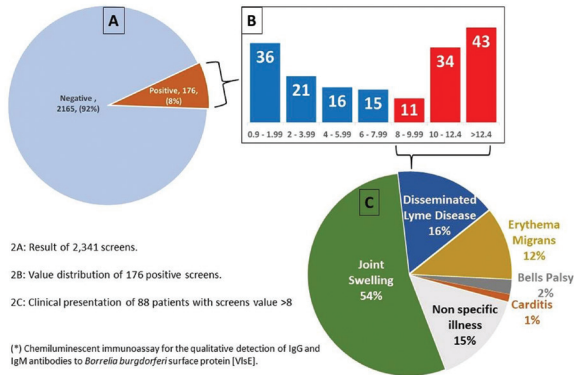 A
Negative ,
2165, (92%)
Positive, 176,
(8%)
B
36
21
16
15
11
34
43
0.9 - 1.99
2 - 3.99
4 - 5.99
6 - 7.99
8 - 9.99
10 - 12.4
>12.4
C
Disseminated
Lyme Disease
16%
Erythema
Migrans
12%
Bells Palsy
2%
Carditis
1%
Non specific
illness
15%
Joint
Swelling
54%
2A: Result of 2,341 screens.
2B: Value distribution of 176 positive screens.
2C: Clinical presentation of 88 patients with screens value >8
(*) Chemiluminescent immunoassay for the qualitative detection of IgG and
IgM antibodies to Borrelia burgdorferi surface protein [VlsE].